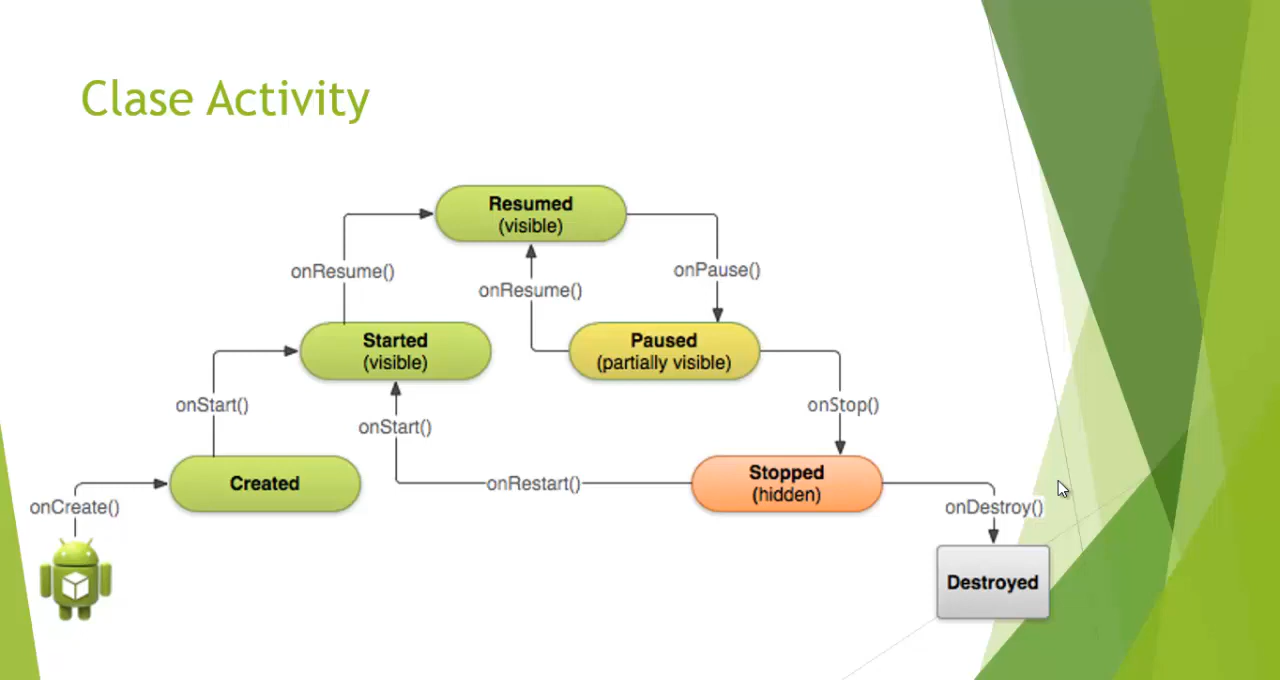 Clase Activity
Resumed
(visible)
onResume()
onResume()
onPause()
Started
(visible)
Paused
(partially visible)
onStart()
onStart()
onStop()
Created
onRestart()
Stopped
(hidden)
onCreate()
onDestroy()
Destroyed